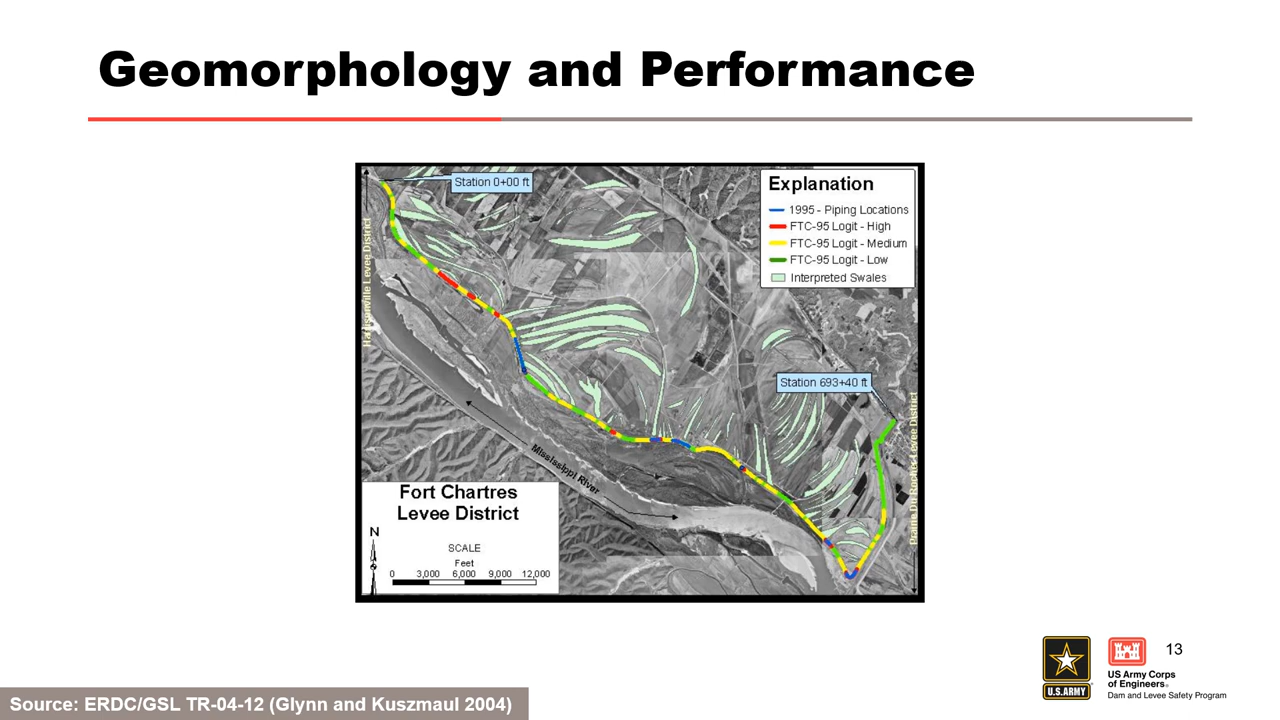 Geomorphology and Performance
Station 0+00 ft
Explanation
1995 - Piping Locations
FTC-95 Logit - High
FTC-95 Logit - Medium
FTC-95 Logit - Low
Interpreted Swales
Harrisonville Levee District
Station 693+40 ft
Prairie Du Rocher Levee District
Mississippi River
Fort Chartres
Levee District
N
SCALE
Feet
0 3,000 6,000 9,000 12,000
13
U.S.ARMY
US Army Corps
of Engineers®
Dam and Levee Safety Program
Source: ERDC/GSL TR-04-12 (Glynn and Kuszmaul 2004)